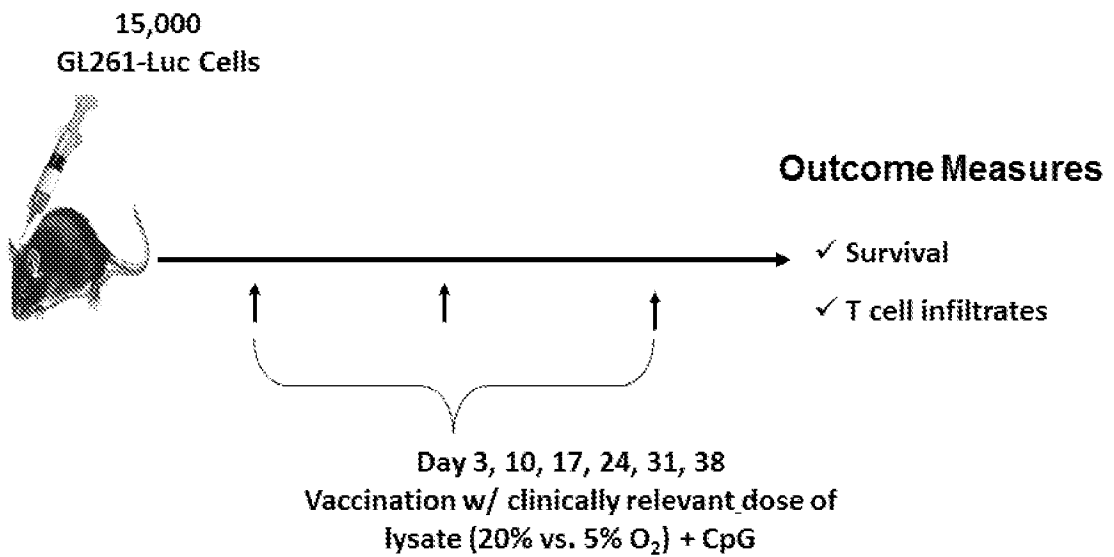 15,000
GL261-Luc Cells
Outcome Measures
✓ Survival
✓ T cell infiltrates
Day 3, 10, 17, 24, 31, 38
Vaccination w/ clinically relevant dose of
lysate (20% vs. 5% O₂) + CpG